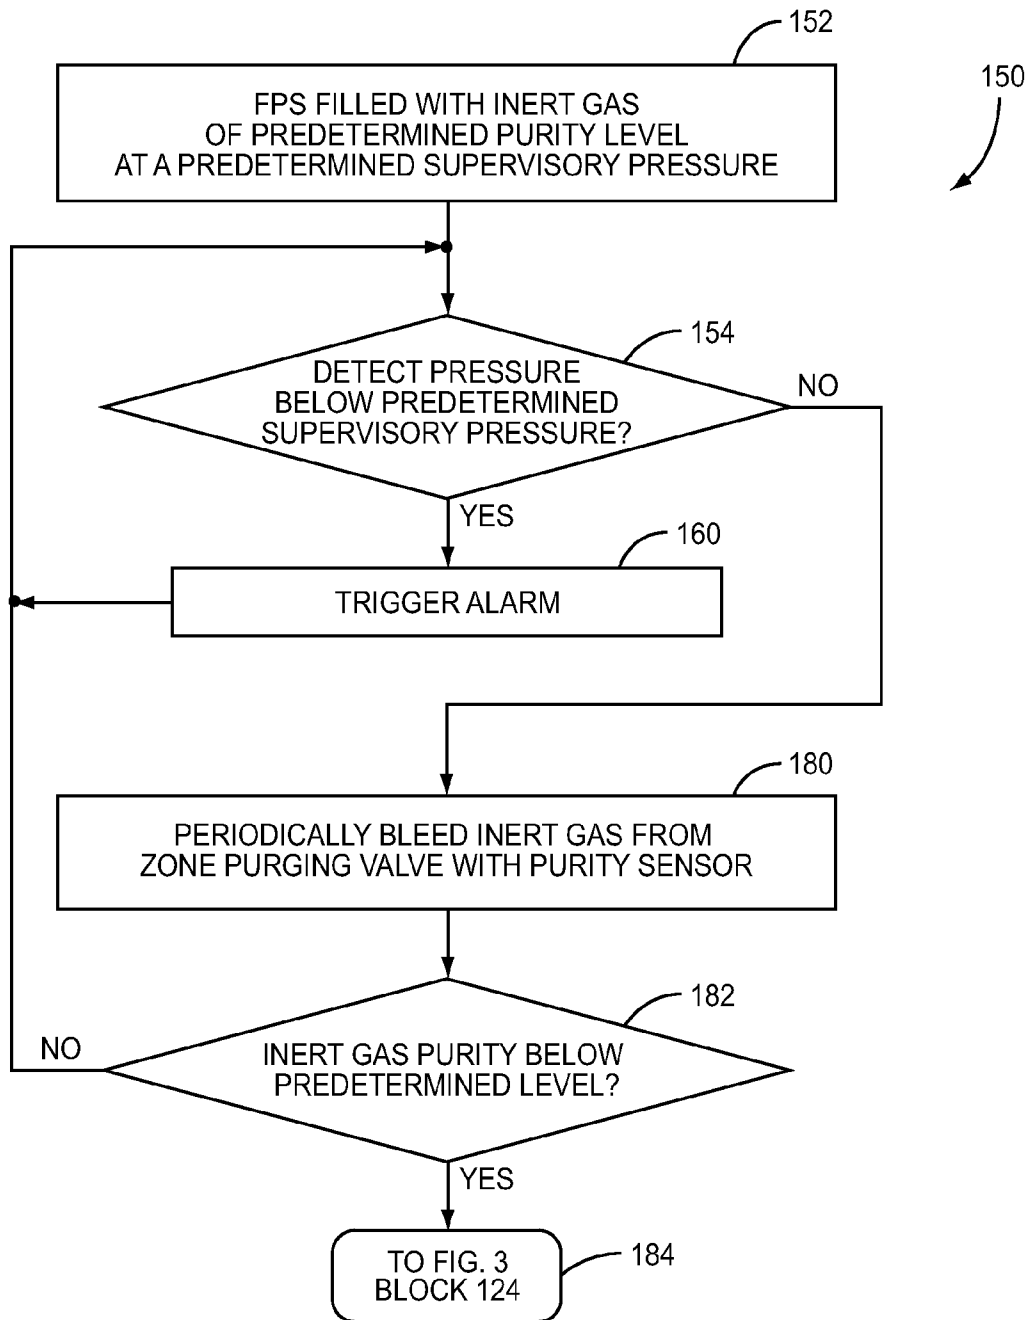 152
150
FPS FILLED WITH INERT GAS
OF PREDETERMINED PURITY LEVEL
AT A PREDETERMINED SUPERVISORY PRESSURE
154
DETECT PRESSURE
BELOW PREDETERMINED
SUPERVISORY PRESSURE?
NO
YES
160
TRIGGER ALARM
180
PERIODICALLY BLEED INERT GAS FROM
ZONE PURGING VALVE WITH PURITY SENSOR
182
INERT GAS PURITY BELOW
PREDETERMINED LEVEL?
NO
YES
184
TO FIG. 3
BLOCK 124